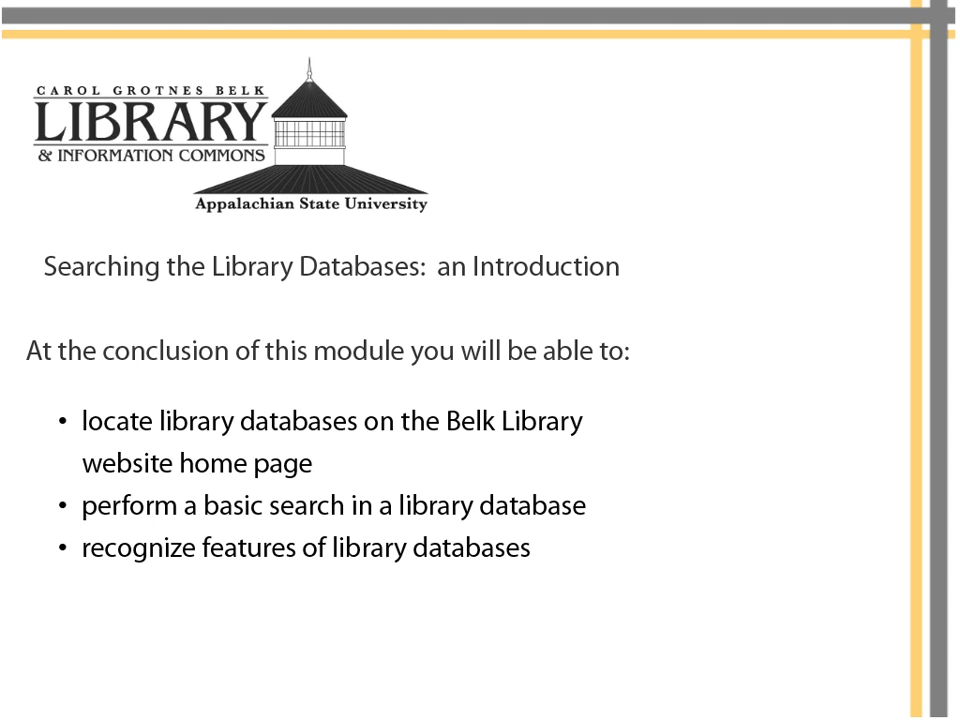 CAROL GROTNES BELK
LIBRARY
& INFORMATION COMMONS
Appalachian State University
Searching the Library Databases:  an Introduction
At the conclusion of this module you will be able to:
• locate library databases on the Belk Library
website home page
• perform a basic search in a library database
• recognize features of library databases